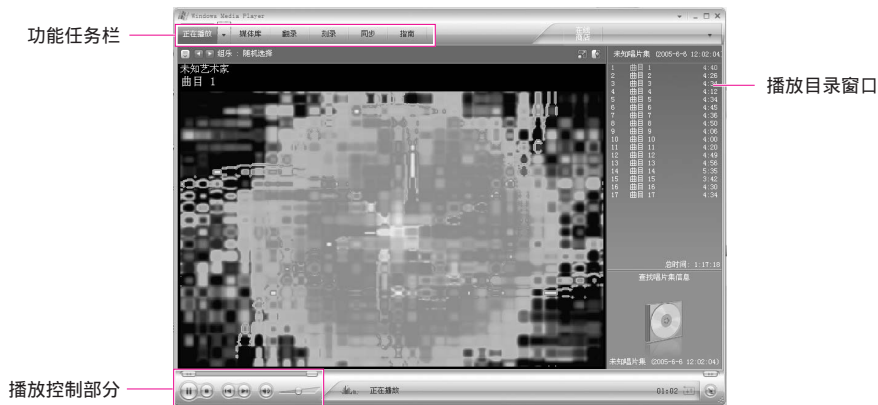 Windows Media Player
功能任务栏
正在播放 媒体库 翻录 刻录 同步 指南
组乐 : 随机选择
未知唱片集 (2005-6-6 12:02:04)
未知艺术家
曲目 1
1 曲目 1 4:40
2 曲目 2 4:26
3 曲目 3
4 曲目 4 4:12
5 曲目 5 4:34
6 曲目 6 4:45
7 曲目 7 4:36
8 曲目 8 4:50
9 曲目 9 4:06
10 曲目 10 4:00
11 曲目 11 4:20
12 曲目 12 4:49
13 曲目 13 4:56
14 曲目 14 5:35
15 曲目 15 3:42
16 曲目 16 4:30
17 曲目 17 4:34
播放目录窗口
总时间: 1:17:18
查找唱片集信息
未知唱片集 (2005-6-6 12:02:04)
播放控制部分
正在播放
01:02